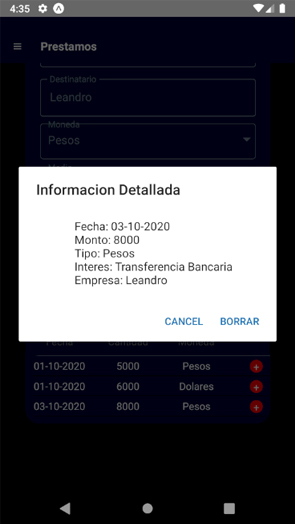 4:35
Prestamos
Destinatario
Leandro
Moneda
Pesos
Informacion Detallada
Fecha: 03-10-2020
Monto: 8000
Tipo: Pesos
Interes: Transferencia Bancaria
Empresa: Leandro
CANCEL BORRAR
Fecha Cantidad Moneda
01-10-2020 5000 Pesos +
01-10-2020 6000 Dolares +
03-10-2020 8000 Pesos +